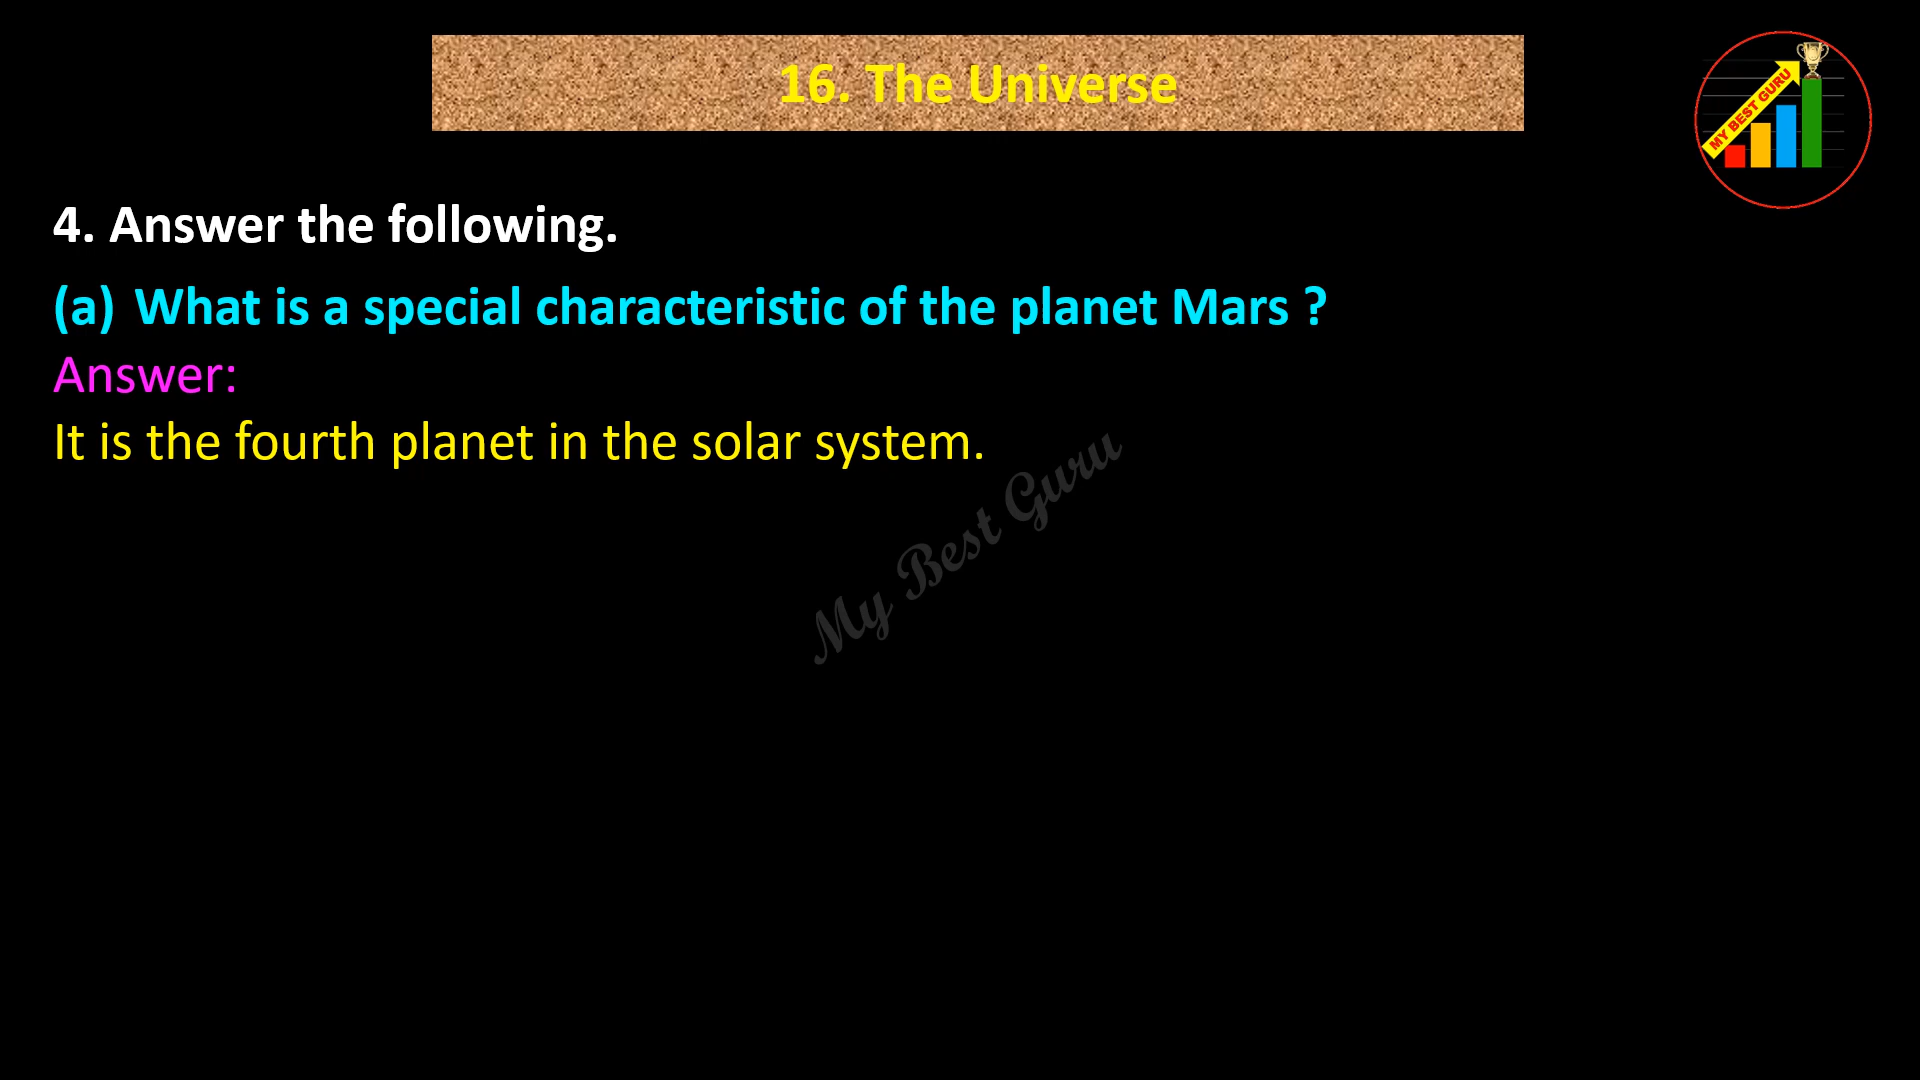 16. The Universe
MY BEST GURU
4. Answer the following.
(a) What is a special characteristic of the planet Mars ?
Answer:
It is the fourth planet in the solar system.
My Best Guru